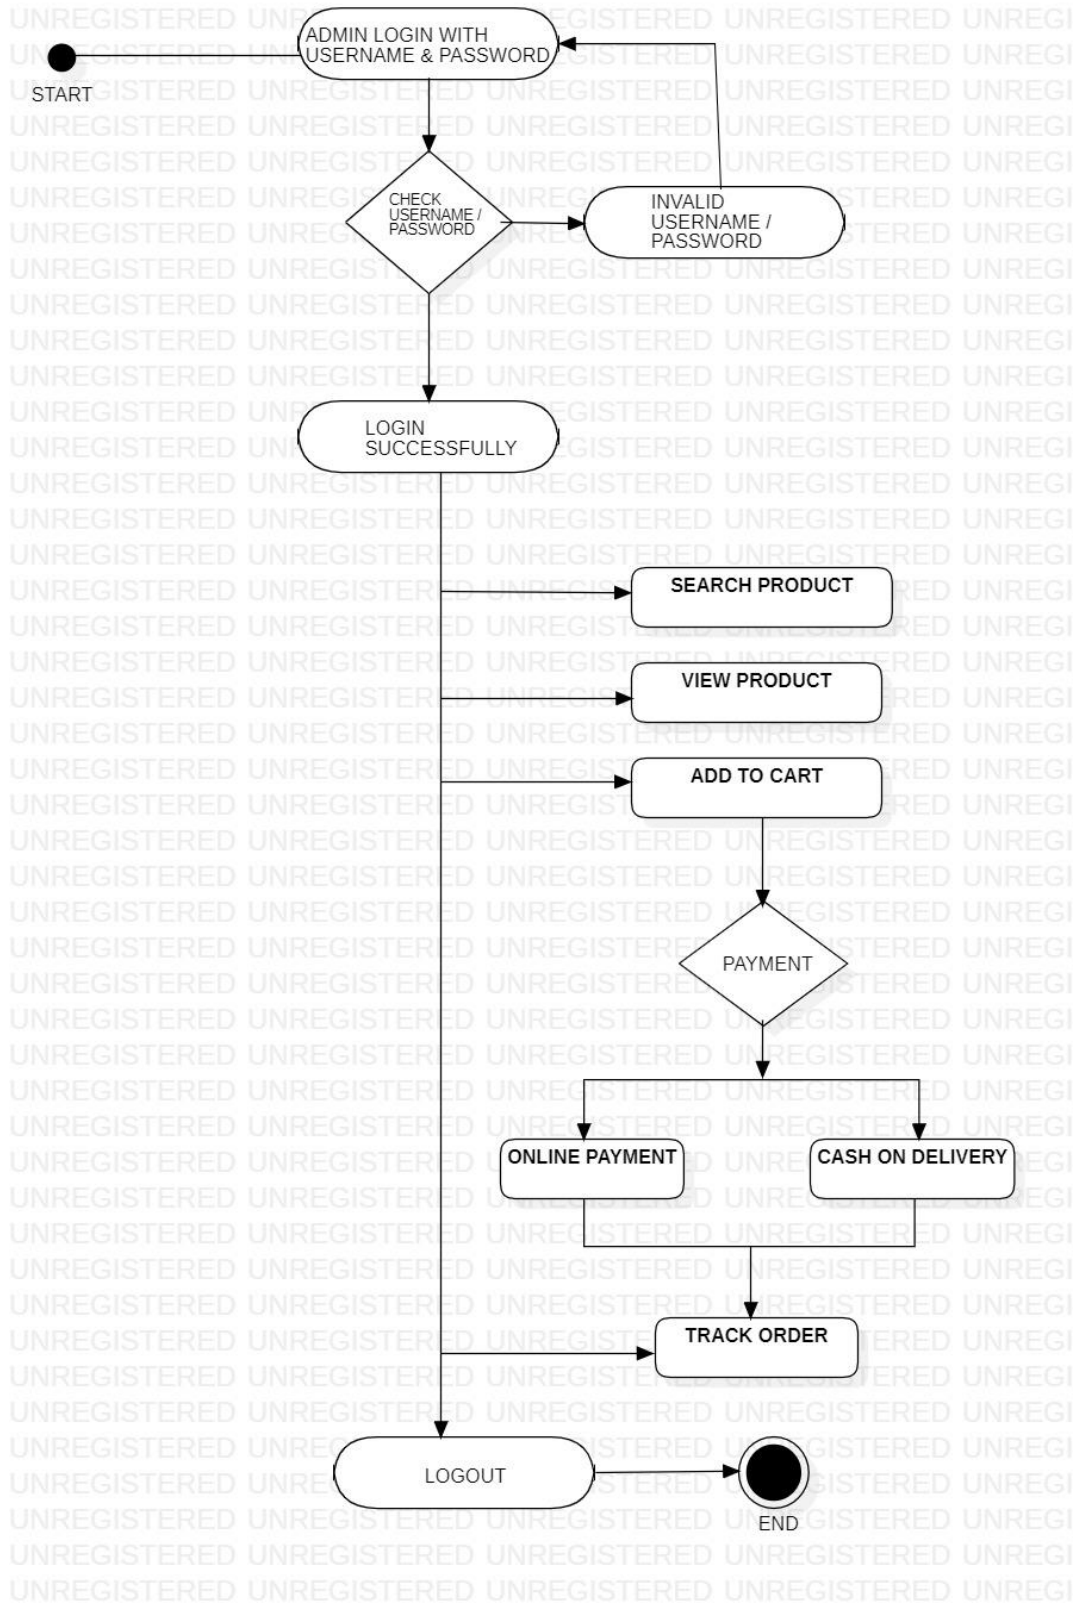 ADMIN LOGIN WITH
USERNAME & PASSWORD
START
CHECK
USERNAME /
PASSWORD
INVALID
USERNAME /
PASSWORD
LOGIN
SUCCESSFULLY
SEARCH PRODUCT
VIEW PRODUCT
ADD TO CART
PAYMENT
ONLINE PAYMENT
CASH ON DELIVERY
TRACK ORDER
LOGOUT
END
UNREGISTERED